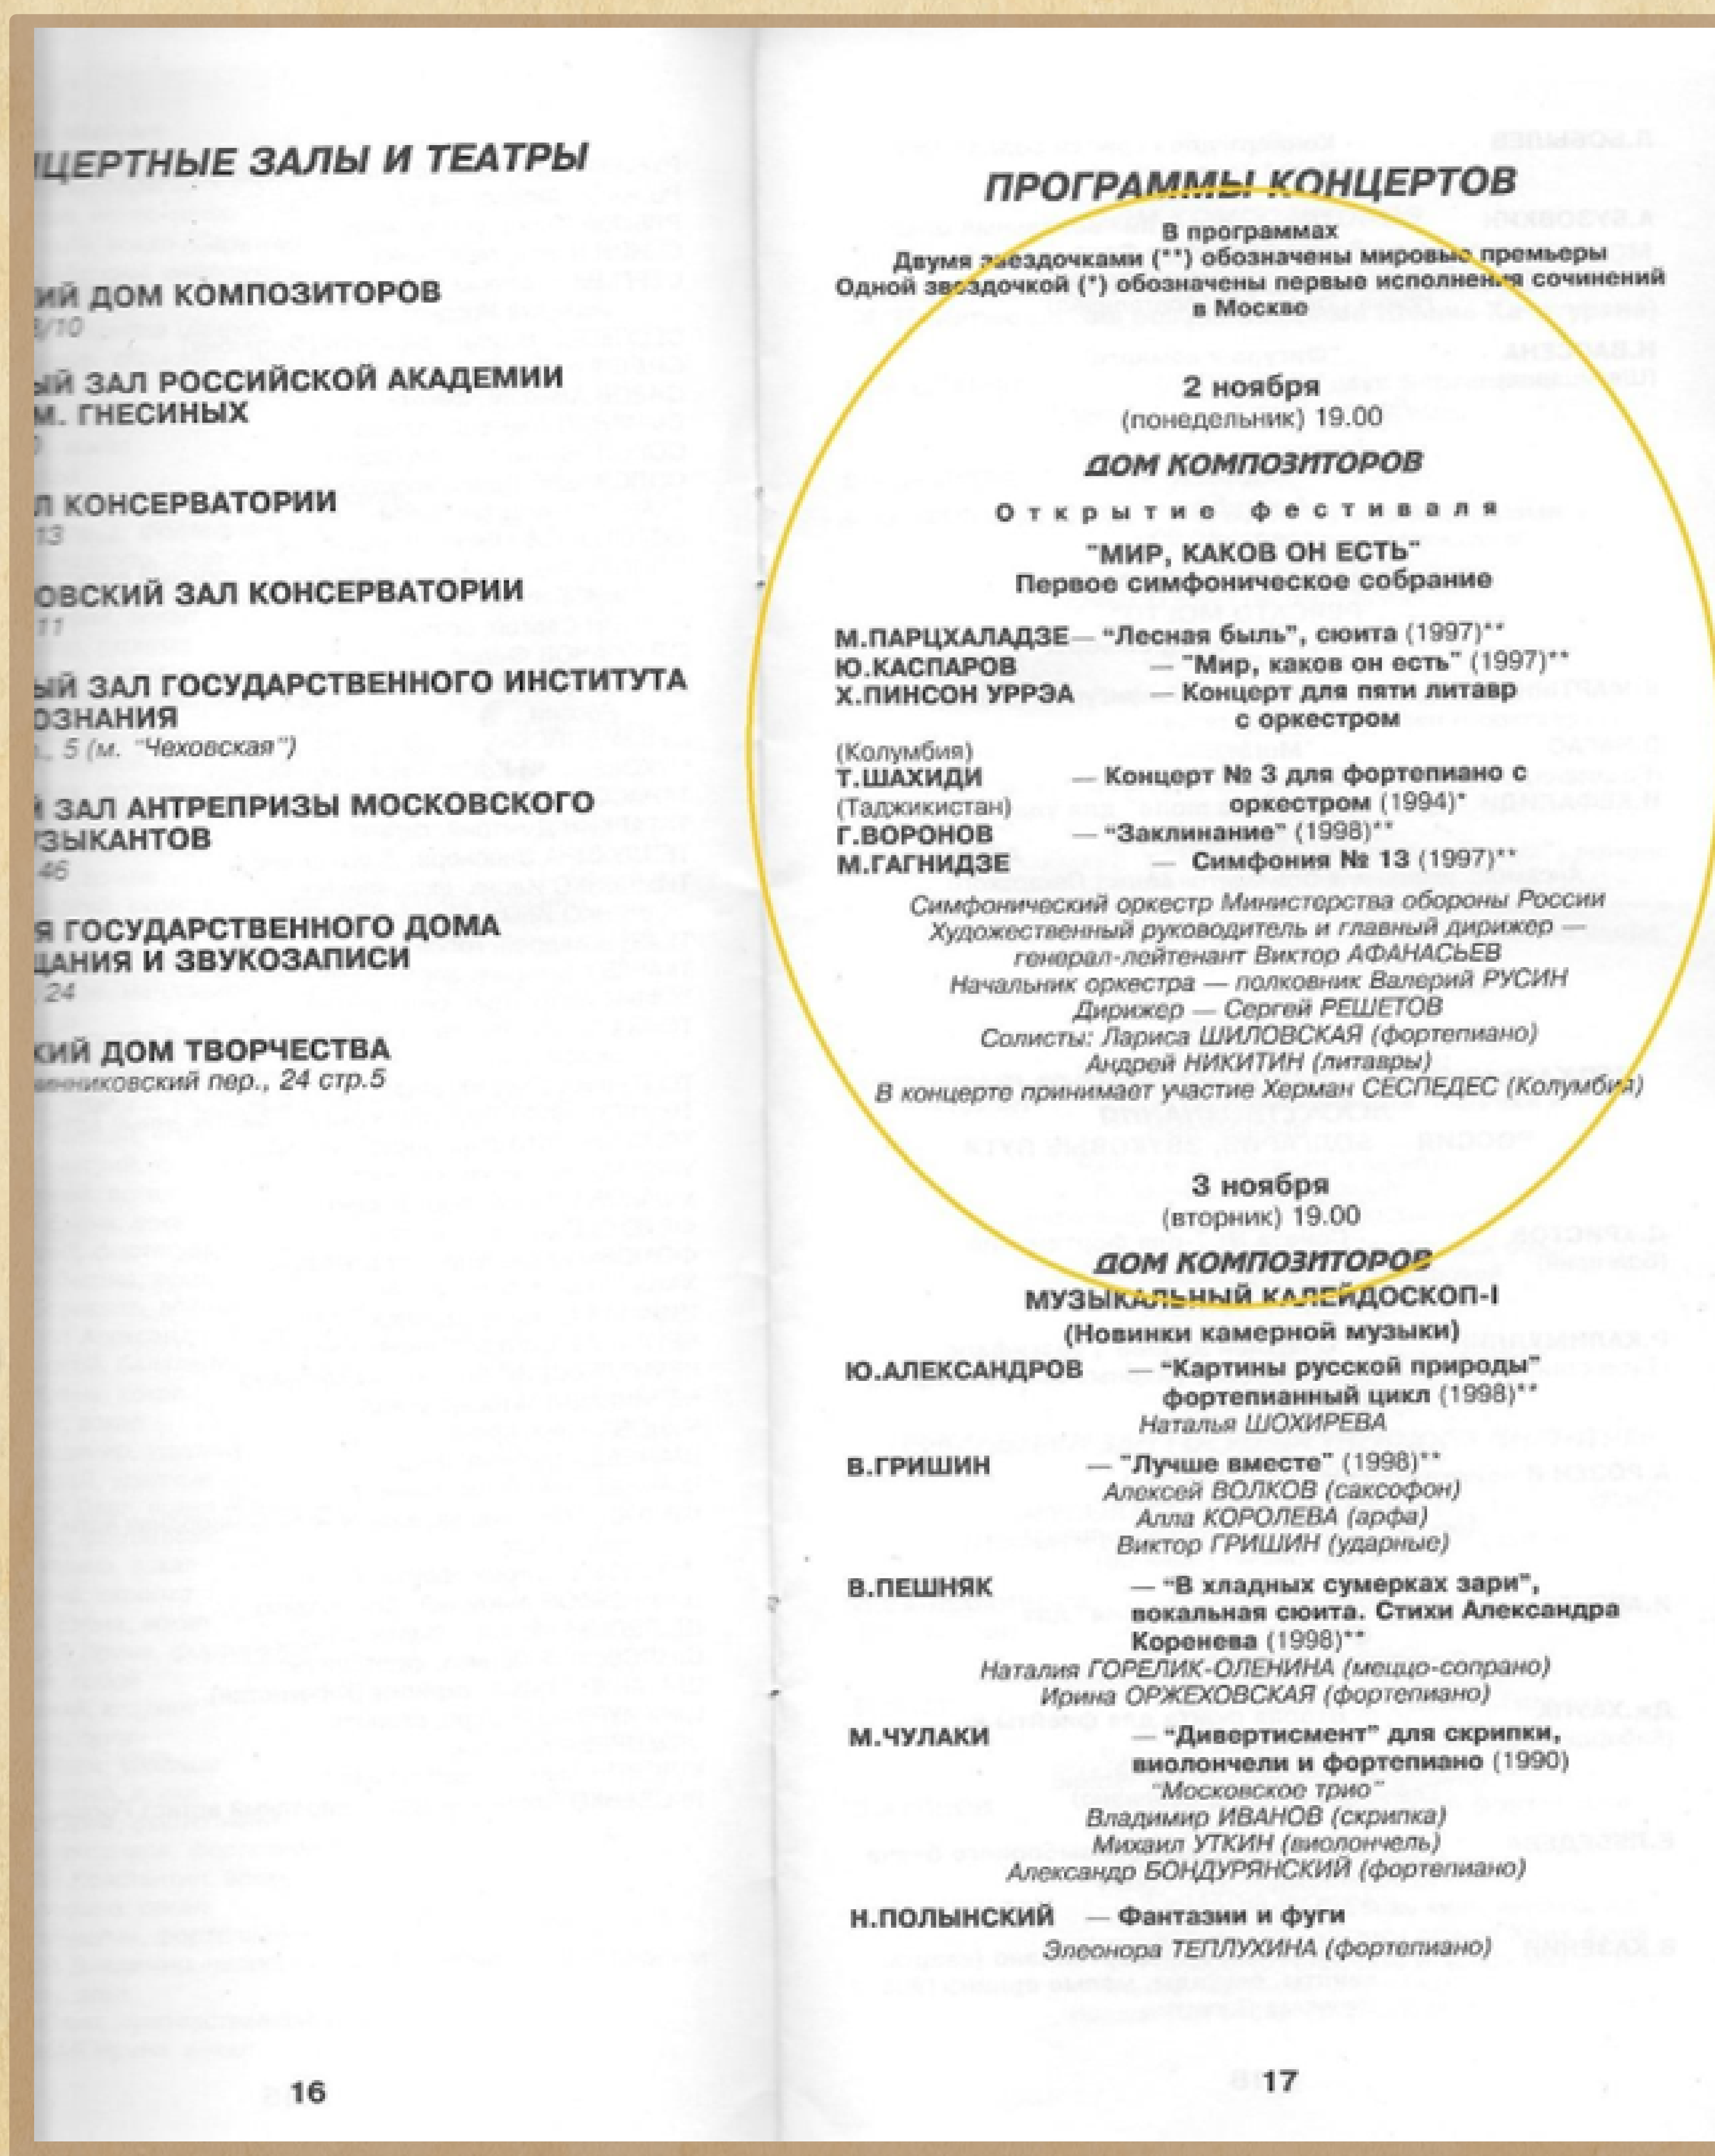 НЦЕРТНЫЕ ЗАЛЫ И ТЕАТРЫ
ИЙ ДОМ КОМПОЗИТОРОВ
8/10
ЫЙ ЗАЛ РОССИЙСКОЙ АКАДЕМИИ
М. ГНЕСИНЫХ
Л КОНСЕРВАТОРИИ
13
ОВСКИЙ ЗАЛ КОНСЕРВАТОРИИ
11
ЫЙ ЗАЛ ГОСУДАРСТВЕННОГО ИНСТИТУТА
ОЗНАНИЯ
., 5 (м. "Чеховская")
Й ЗАЛ АНТРЕПРИЗЫ МОСКОВСКОГО
УЗЫКАНТОВ
46
Я ГОСУДАРСТВЕННОГО ДОМА
ЩАНИЯ И ЗВУКОЗАПИСИ
, 24
КИЙ ДОМ ТВОРЧЕСТВА
винниковский пер., 24 стр.5
16
ПРОГРАММЫ КОНЦЕРТОВ
В программах
Двумя звездочками (**) обозначены мировые премьеры
Одной звездочкой (*) обозначены первые исполнения сочинений
в Москве
2 ноября
(понедельник) 19.00
ДОМ КОМПОЗИТОРОВ
Открытие фестиваля
"МИР, КАКОВ ОН ЕСТЬ"
Первое симфоническое собрание
М.ПАРЦХАЛАДЗЕ— "Лесная быль", сюита (1997)**
Ю.КАСПАРОВ — "Мир, каков он есть" (1997)**
Х.ПИНСОН УРРЭА — Концерт для пяти литавр
с оркестром
(Колумбия)
Т.ШАХИДИ — Концерт № 3 для фортепиано с
(Таджикистан) оркестром (1994)*
Г.ВОРОНОВ — "Заклинание" (1998)**
М.ГАГНИДЗЕ — Симфония № 13 (1997)**
Симфонический оркестр Министерства обороны России
Художественный руководитель и главный дирижер —
генерал-лейтенант Виктор АФАНАСЬЕВ
Начальник оркестра — полковник Валерий РУСИН
Дирижер — Сергей РЕШЕТОВ
Солисты: Лариса ШИЛОВСКАЯ (фортепиано)
Андрей НИКИТИН (литавры)
В концерте принимает участие Херман СЕСПЕДЕС (Колумбия)
3 ноября
(вторник) 19.00
ДОМ КОМПОЗИТОРОВ
МУЗЫКАЛЬНЫЙ КАЛЕЙДОСКОП-I
(Новинки камерной музыки)
Ю.АЛЕКСАНДРОВ — "Картины русской природы"
фортепианный цикл (1998)**
Наталья ШОХИРЕВА
В.ГРИШИН — "Лучше вместе" (1998)**
Алексей ВОЛКОВ (саксофон)
Алла КОРОЛЕВА (арфа)
Виктор ГРИШИН (ударные)
В.ПЕШНЯК — "В хладных сумерках зари",
вокальная сюита. Стихи Александра
Коренева (1998)**
Наталия ГОРЕЛИК-ОЛЕНИНА (меццо-сопрано)
Ирина ОРЖЕХОВСКАЯ (фортепиано)
М.ЧУЛАКИ — "Дивертисмент" для скрипки,
виолончели и фортепиано (1990)
"Московское трио"
Владимир ИВАНОВ (скрипка)
Михаил УТКИН (виолончель)
Александр БОНДУРЯНСКИЙ (фортепиано)
Н.ПОЛЫНСКИЙ — Фантазии и фуги
Элеонора ТЕПЛУХИНА (фортепиано)
17